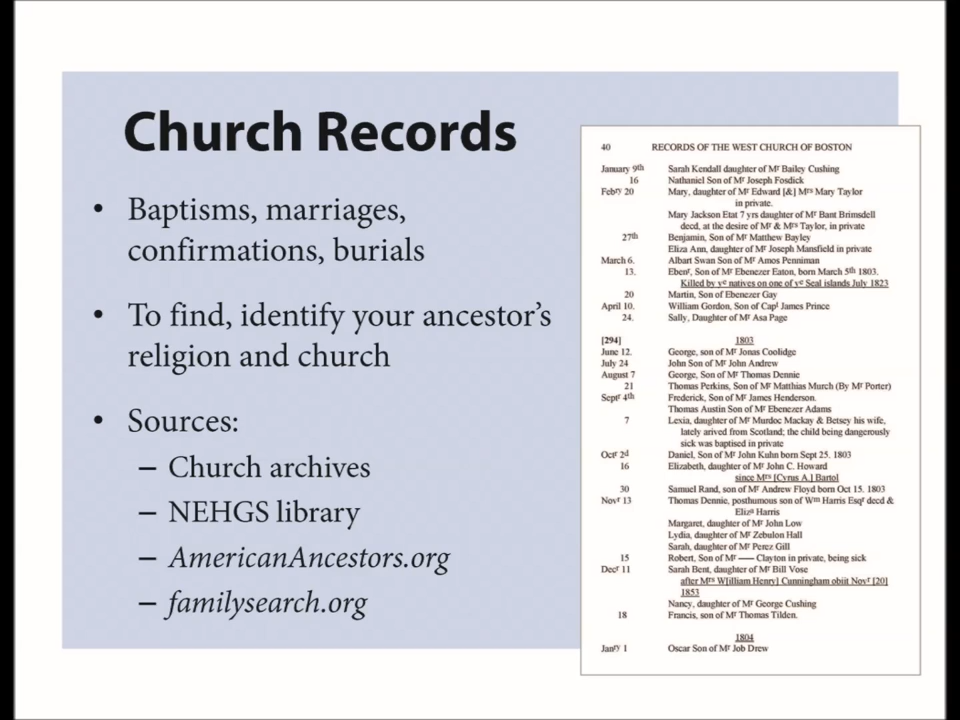 Church Records
• Baptisms, marriages,
confirmations, burials
• To find, identify your ancestor's
religion and church
• Sources:
– Church archives
– NEHGS library
– AmericanAncestors.org
– familysearch.org
40 RECORDS OF THE WEST CHURCH OF BOSTON
January 9th Sarah Kendall daughter of Mr Bailey Cushing
16 Nathaniel Son of Mr Joseph Fosdick
Febry 20 Mary, daughter of Mr Edward [&] Mrs Mary Taylor
in private.
Mary Jackson Etat 7 yrs daughter of Mr Bant Brimsdell
decd, at the desire of Mr & Mrs Taylor, in private
27th Benjamin, Son of Mr Matthew Bayley
Eliza Ann, daughter of Mr Joseph Mansfield in private
March 6. Albart Swan Son of Mr Amos Penniman
13. Ebenr, Son of Mr Ebenezer Eaton, born March 5th 1803.
Killed by ye natives on one of ye Seal islands July 1823
20 Martin, Son of Ebenezer Gay
April 10. William Gordon, Son of Capt James Prince
24. Sally, Daughter of Mr Asa Page
[294] 1803
June 12. George, son of Mr Jonas Coolidge
July 24 John Son of Mr John Andrew
August 7 George, Son of Mr Thomas Dennie
21 Thomas Perkins, Son of Mr Matthias Murch (By Mr Porter)
Septr 4th Frederick, Son of Mr James Henderson.
Thomas Austin Son of Mr Ebenezer Adams
7 Lexia, daughter of Mr Murdoc Mackay & Betsey his wife,
lately arived from Scotland; the child being dangerously
sick was baptised in private
Octr 2d Daniel, Son of Mr John Kuhn born Sept 25. 1803
16 Elizabeth, daughter of Mr John C. Howard
since Mrs [Cyrus A.] Bartol
30 Samuel Rand, son of Mr Andrew Floyd born Oct 15. 1803
Novr 13 Thomas Dennie, posthumous son of Wm Harris Esqr decd &
Eliza Harris
Margaret, daughter of Mr John Low
Lydia, daughter of Mr Zebulon Hall
Sarah, daughter of Mr Perez Gill
15 Robert, Son of Mr —— Clayton in private, being sick
Decr 11 Sarah Bent, daughter of Mr Bill Vose
after Mrs W[illiam Henry] Cunningham obiit Novr [20]
1853
Nancy, daughter of Mr George Cushing
18 Francis, son of Mr Thomas Tilden.
1804
Janry 1 Oscar Son of Mr Job Drew